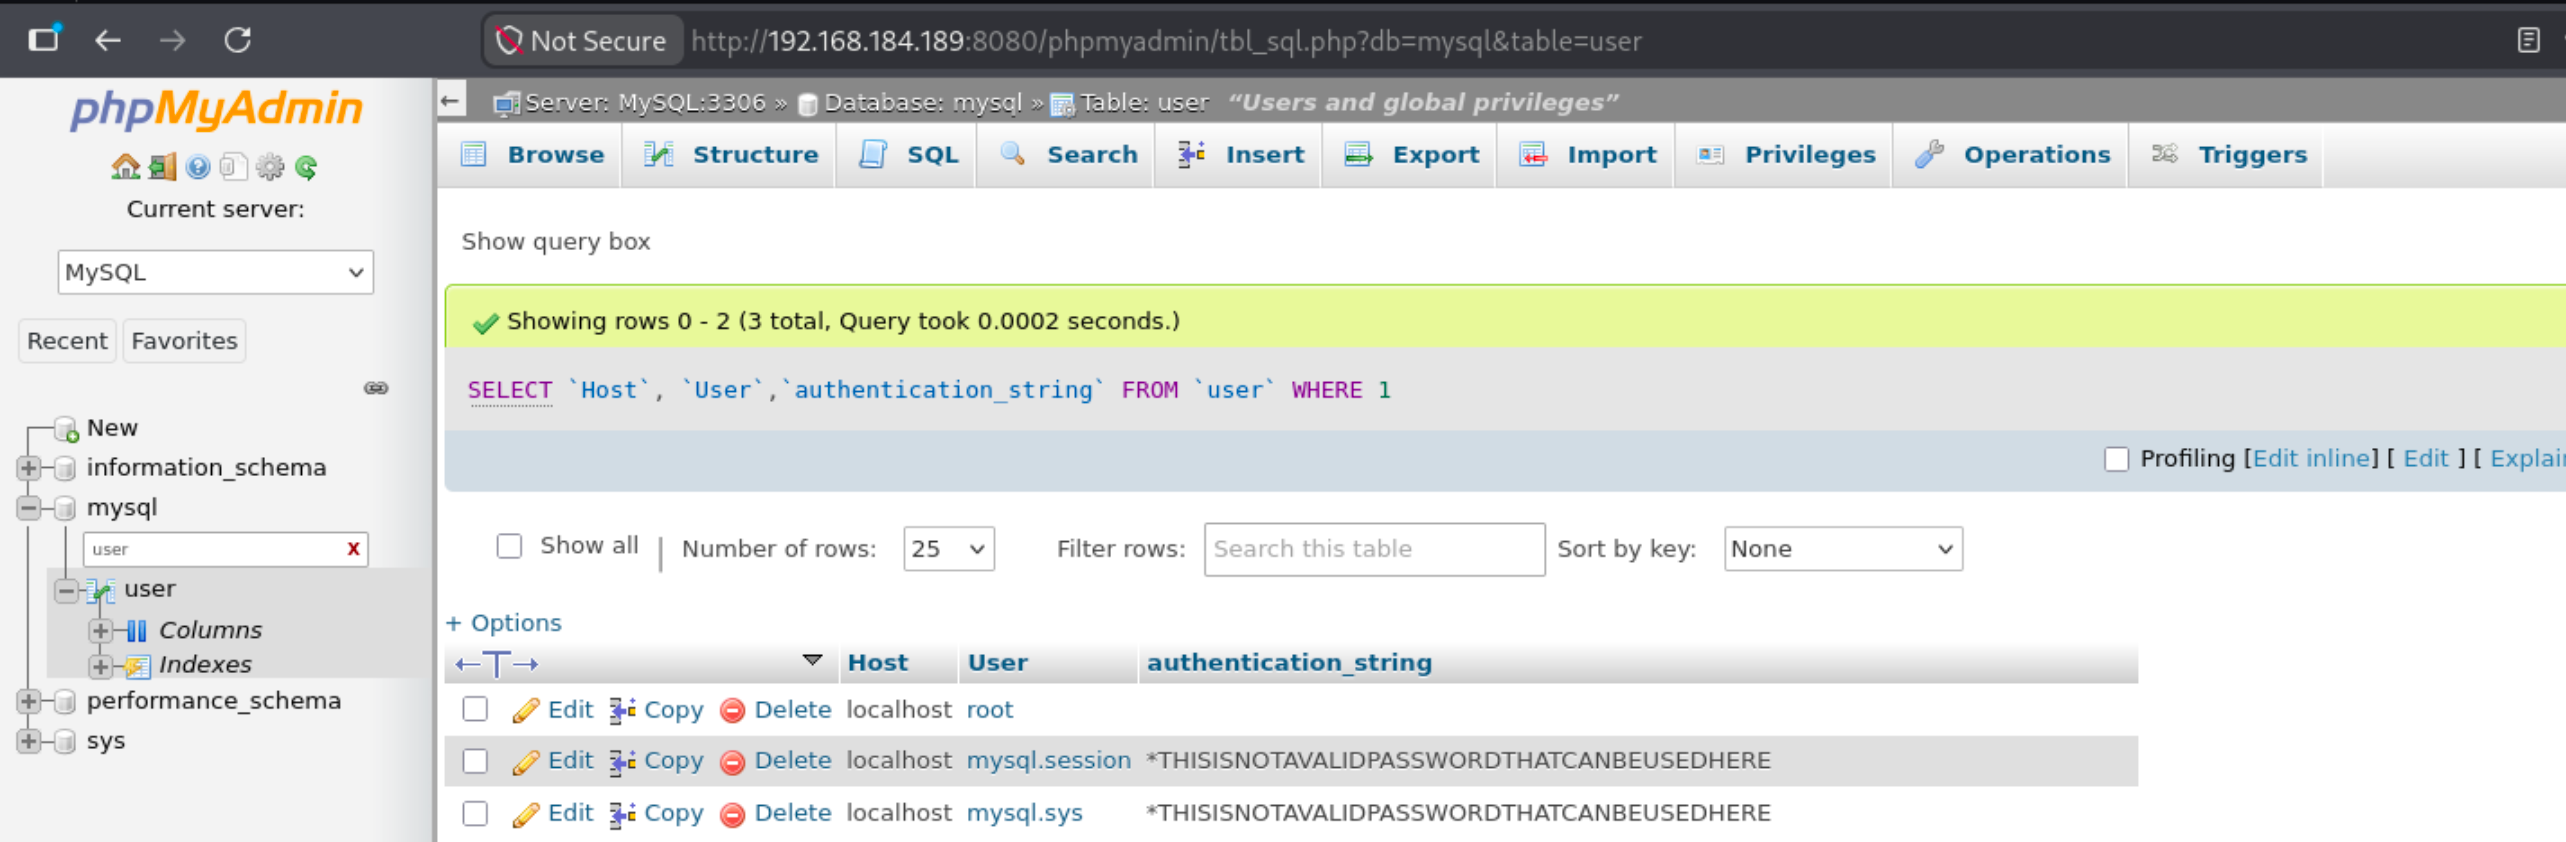 Not Secure http://192.168.184.189:8080/phpmyadmin/tbl_sql.php?db=mysql&table=user
phpMyAdmin
Current server:
MySQL
Recent Favorites
New
information_schema
mysql
user x
user
Columns
Indexes
performance_schema
sys
← Server: MySQL:3306 » Database: mysql » Table: user “Users and global privileges”
Browse Structure SQL Search Insert Export Import Privileges Operations Triggers
Show query box
Showing rows 0 - 2 (3 total, Query took 0.0002 seconds.)
SELECT `Host`, `User`,`authentication_string` FROM `user` WHERE 1
Profiling [Edit inline] [ Edit ] [ Explai
Show all | Number of rows: 25 Filter rows: Search this table Sort by key: None
+ Options
←T→ Host User authentication_string
Edit Copy Delete localhost root
Edit Copy Delete localhost mysql.session *THISISNOTAVALIDPASSWORDTHATCANBEUSEDHERE
Edit Copy Delete localhost mysql.sys *THISISNOTAVALIDPASSWORDTHATCANBEUSEDHERE